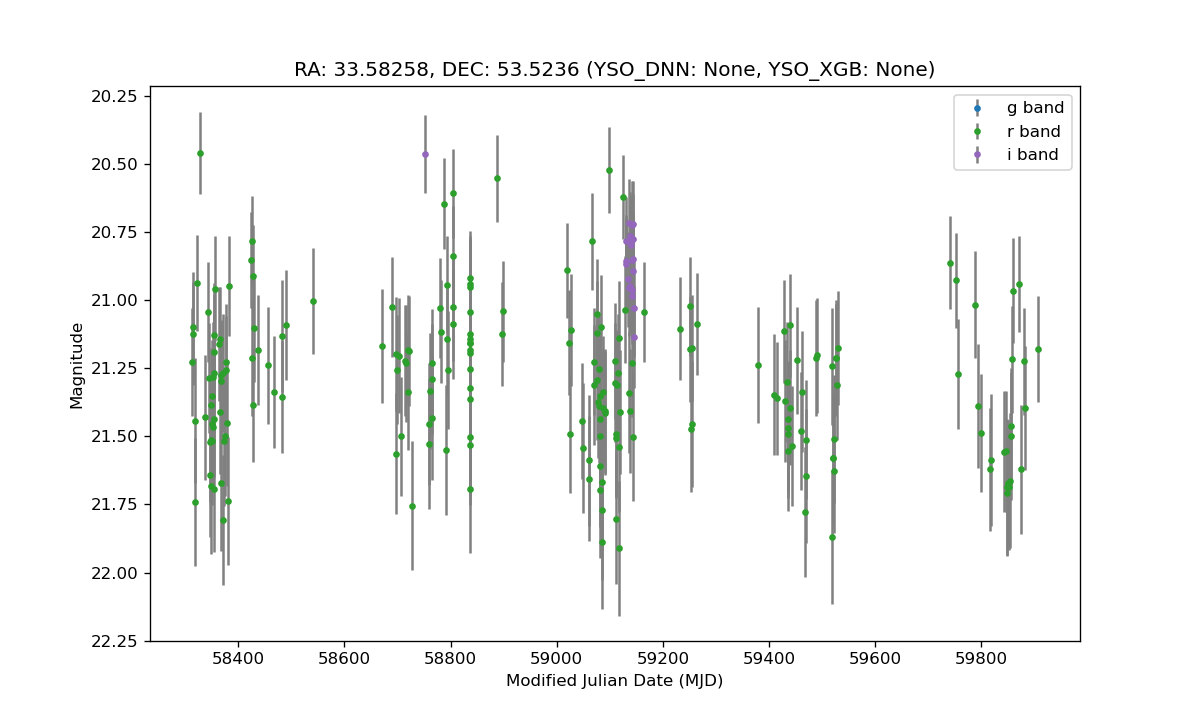 RA: 33.58258, DEC: 53.5236 (YSO_DNN: None, YSO_XGB: None)
g band
r band
i band
20.25
20.50
20.75
21.00
21.25
21.50
21.75
22.00
22.25
Magnitude
58400 58600 58800 59000 59200 59400 59600 59800
Modified Julian Date (MJD)